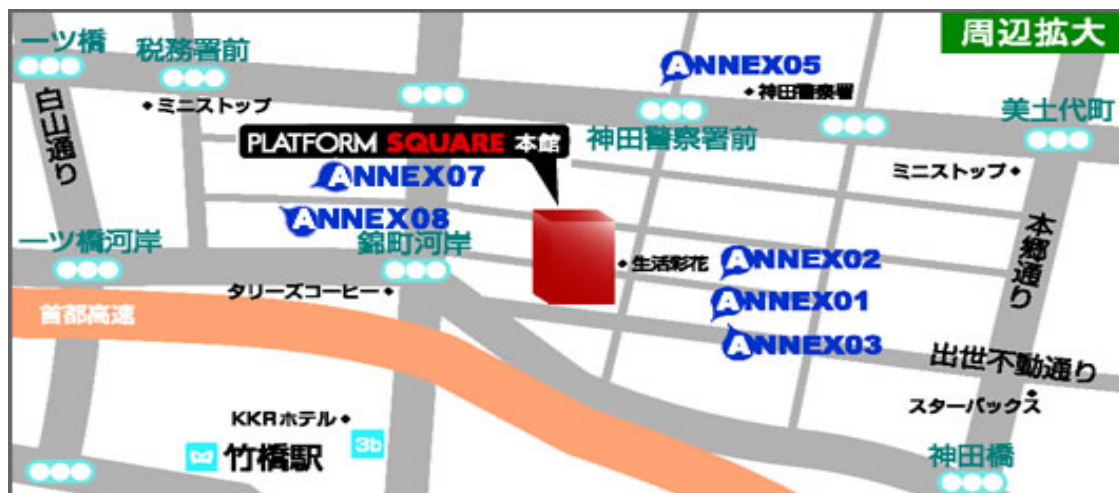 周辺拡大
一ツ橋
税務署前
ANNEX05
神田警察署
ミニストップ
白山通り
美土代町
神田警察署前
PLATFORM SQUARE 本館
ANNEX07
ミニストップ
ANNEX08
本郷通り
一ツ橋河岸
錦町河岸
生活彩花
ANNEX02
タリーズコーヒー
ANNEX01
首都高速
ANNEX03
出世不動通り
スターバックス
KKRホテル
3b
竹橋駅
神田橋